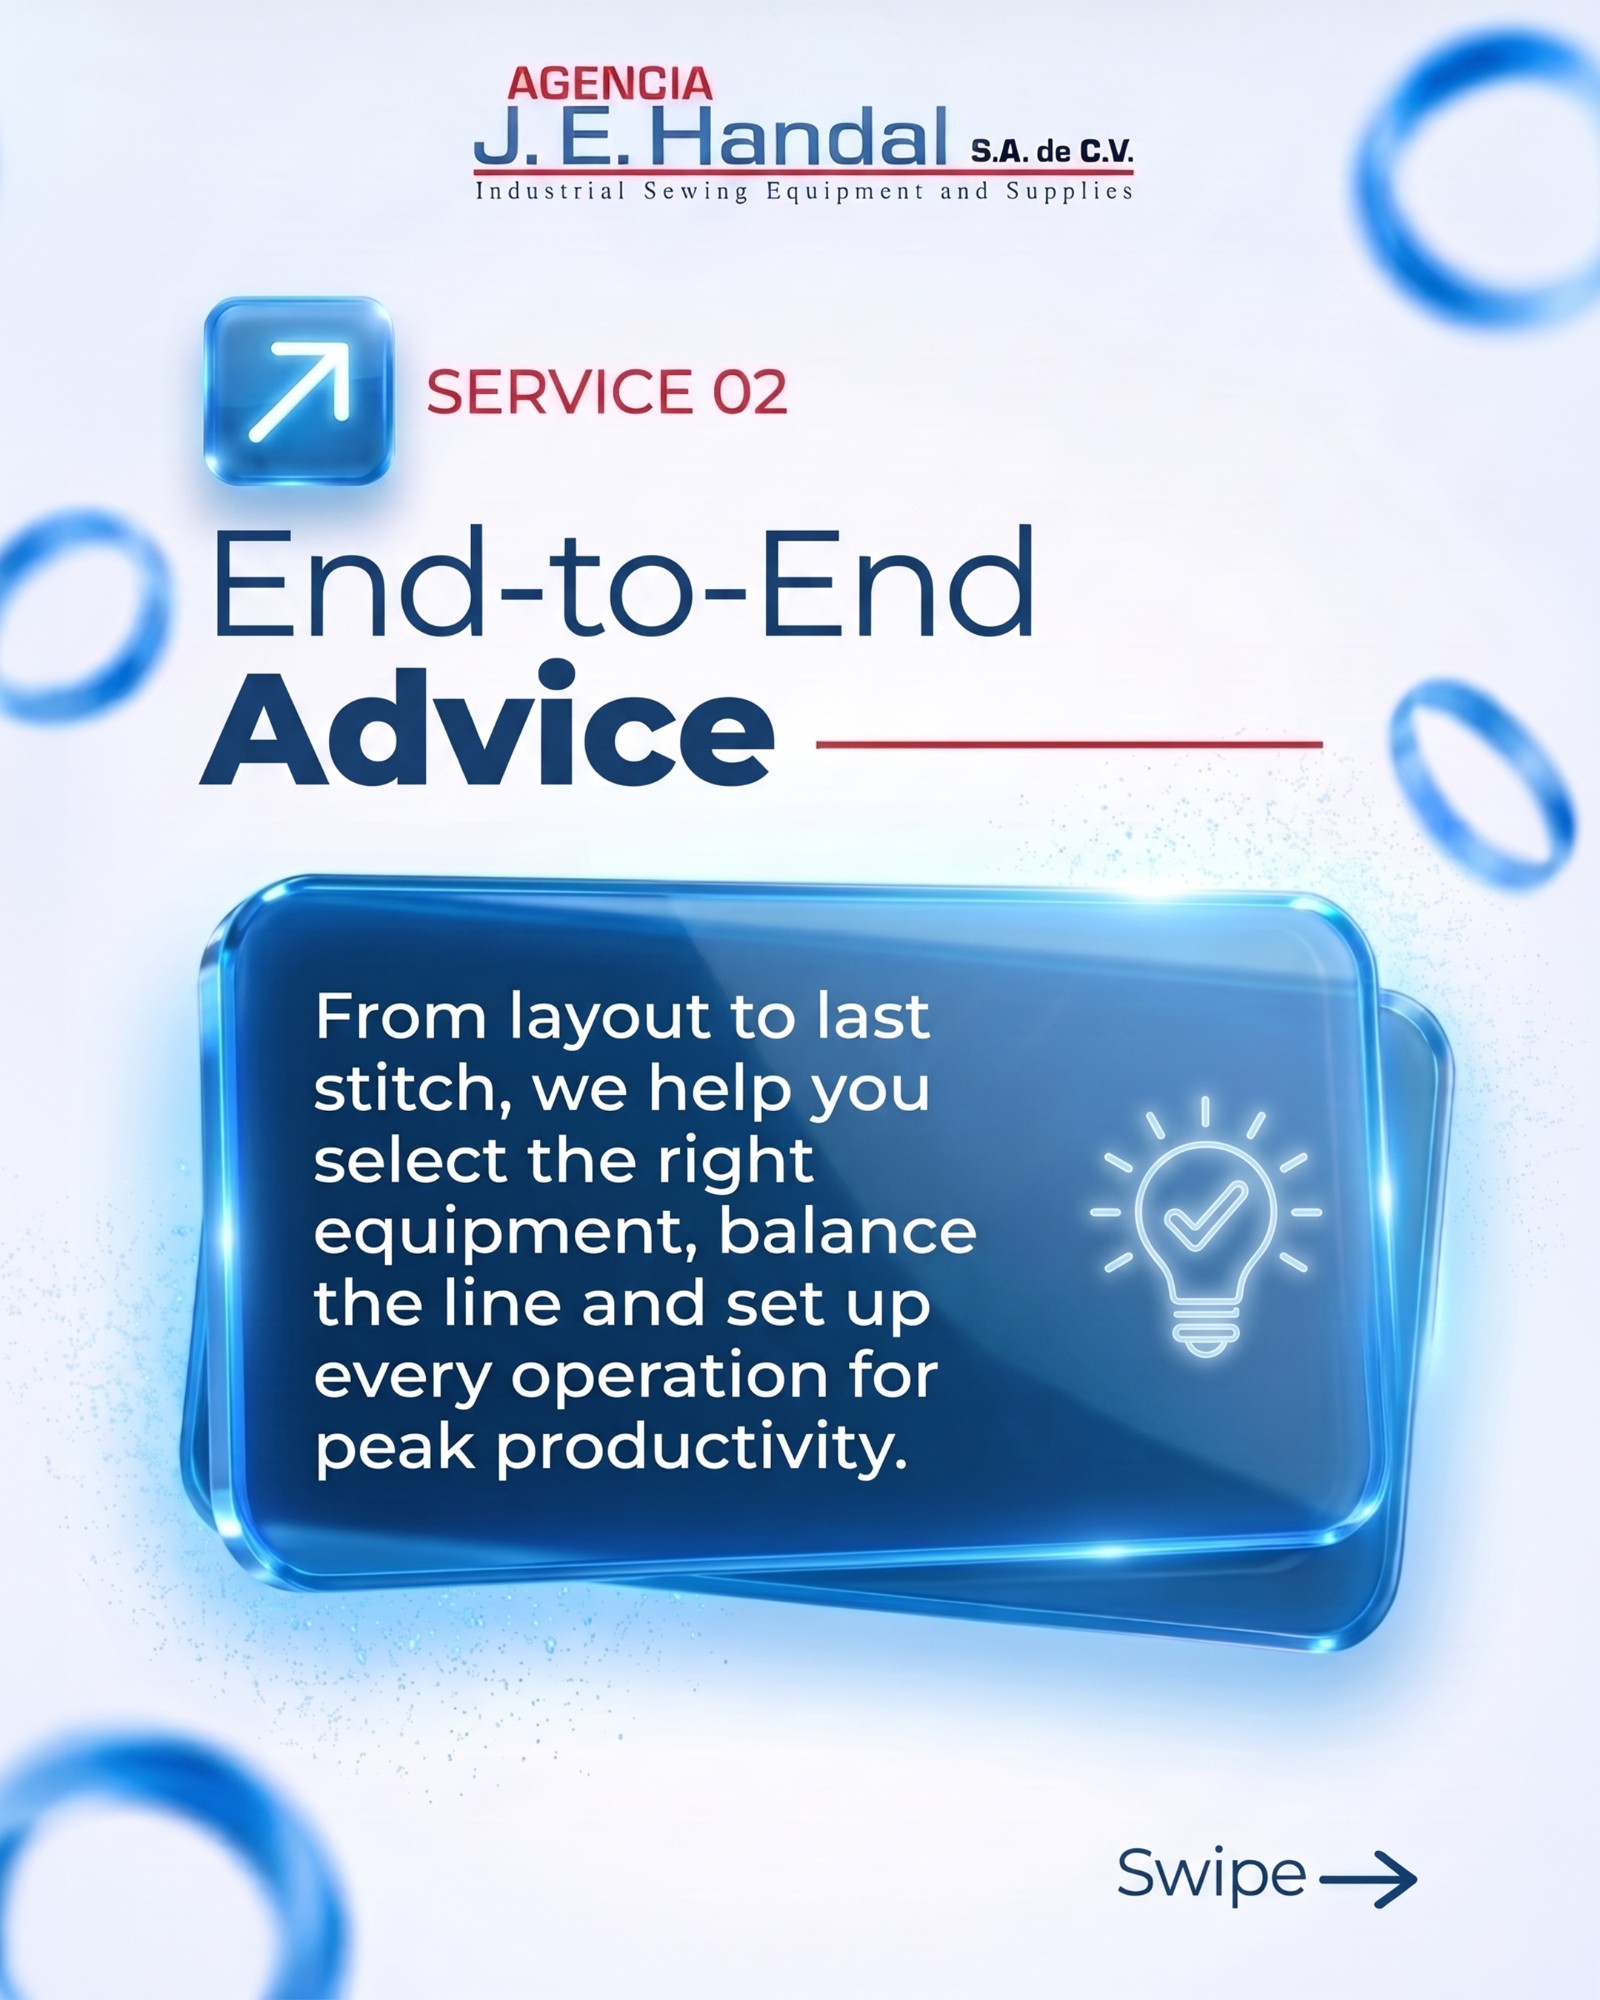 AGENCIA
J. E. Handal S.A. de C.V.
Industrial Sewing Equipment and Supplies
SERVICE 02
End-to-End
Advice
From layout to last
stitch, we help you
select the right
equipment, balance
the line and set up
every operation for
peak productivity.
Swipe